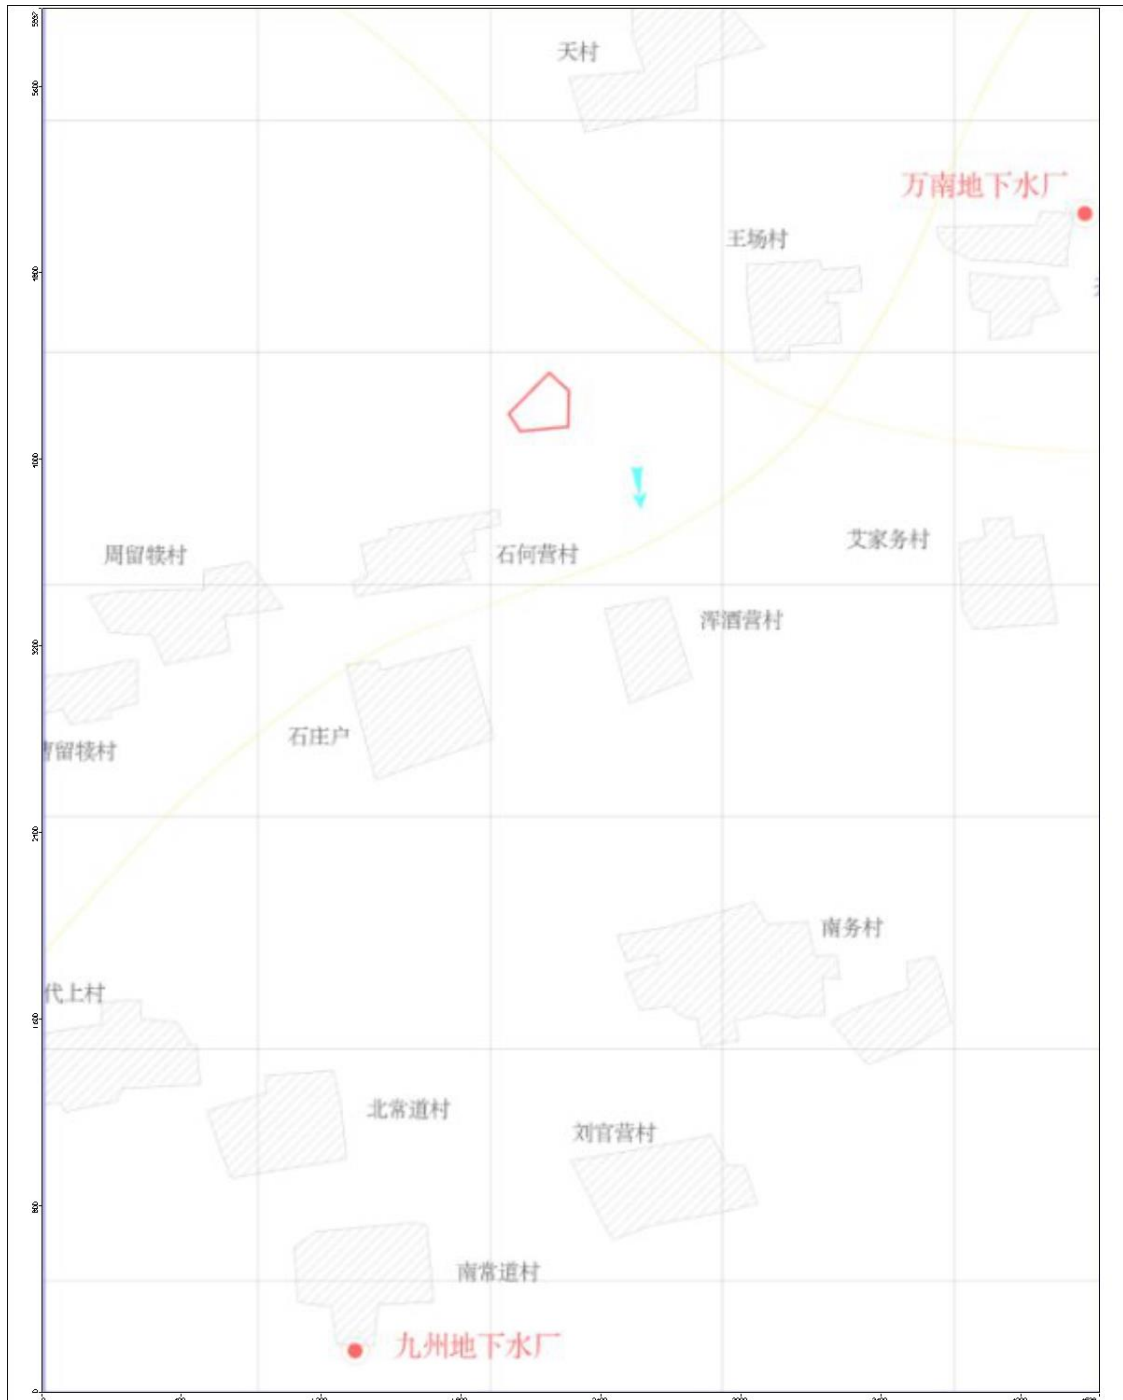 天村
万南地下水厂
王场村
周留犊村
石何营村
艾家务村
浑酒营村
石庄户
留犊村
南务村
代上村
北常道村
刘官营村
南常道村
九州地下水厂